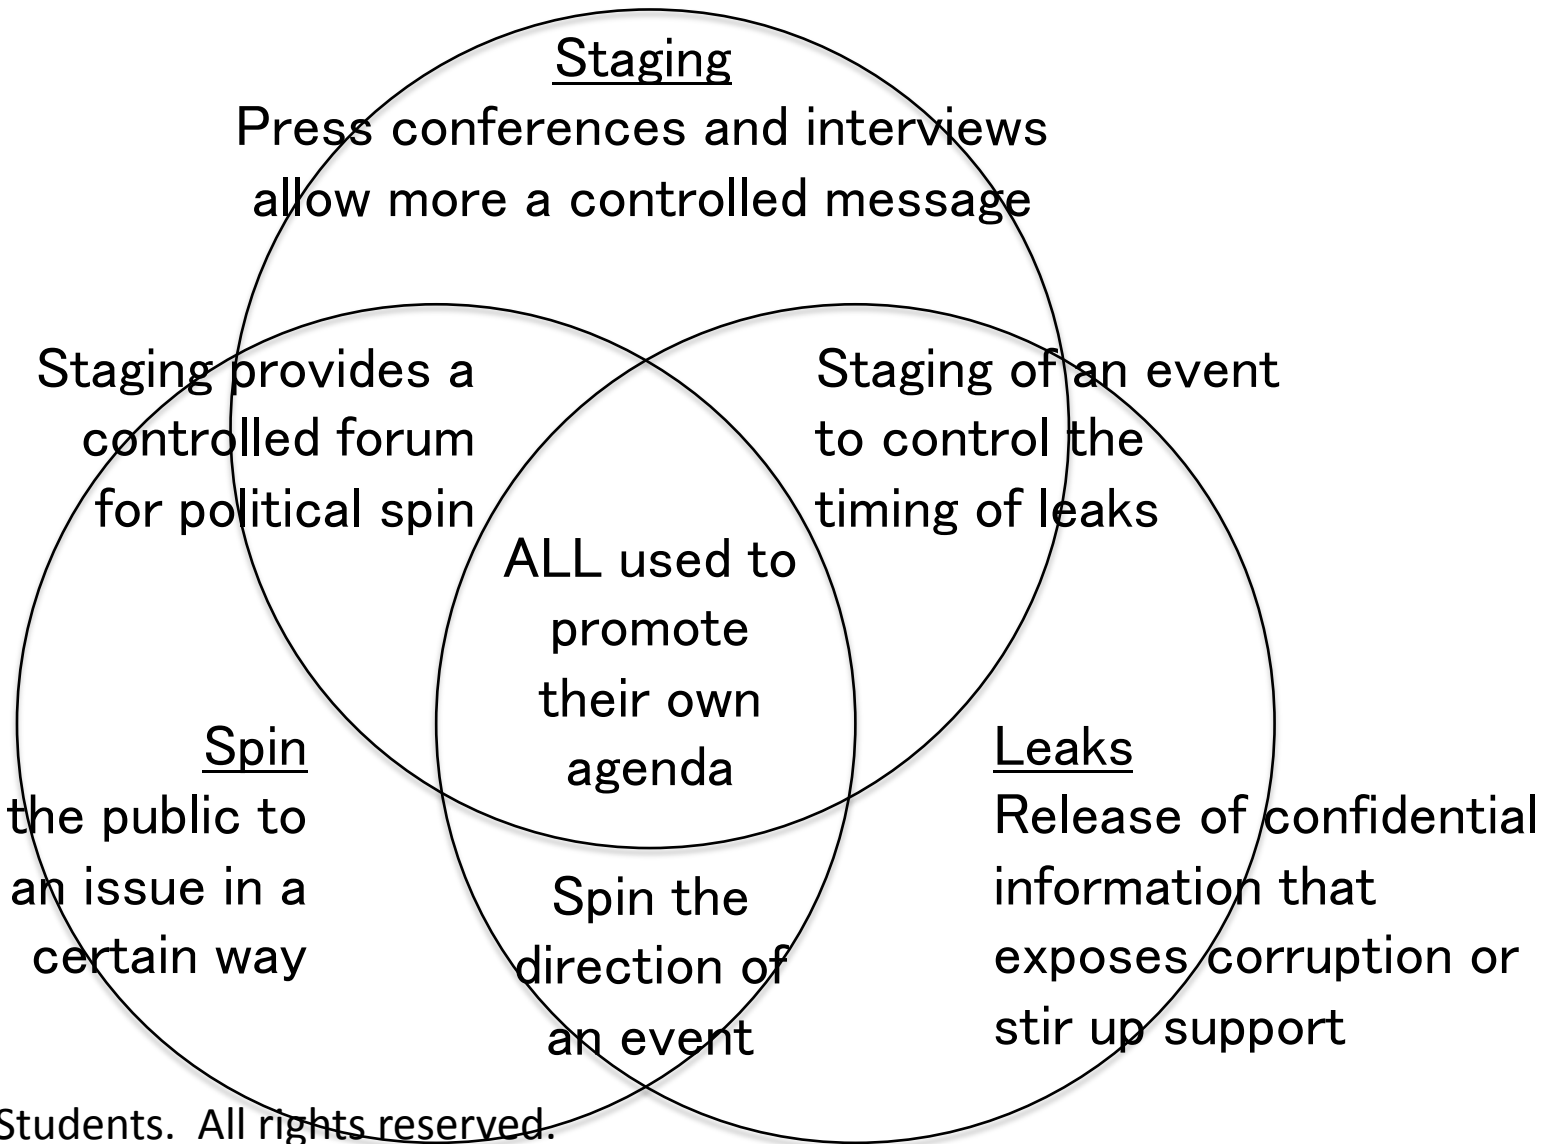 Staging
Press conferences and interviews
allow more a controlled message
Staging provides a
controlled forum
for political spin
Staging of an event
to control the
timing of leaks
ALL used to
promote
their own
agenda
Spin
the public to
an issue in a
certain way
Leaks
Release of confidential
information that
exposes corruption or
stir up support
Spin the
direction of
an event
Students. All rights reserved.